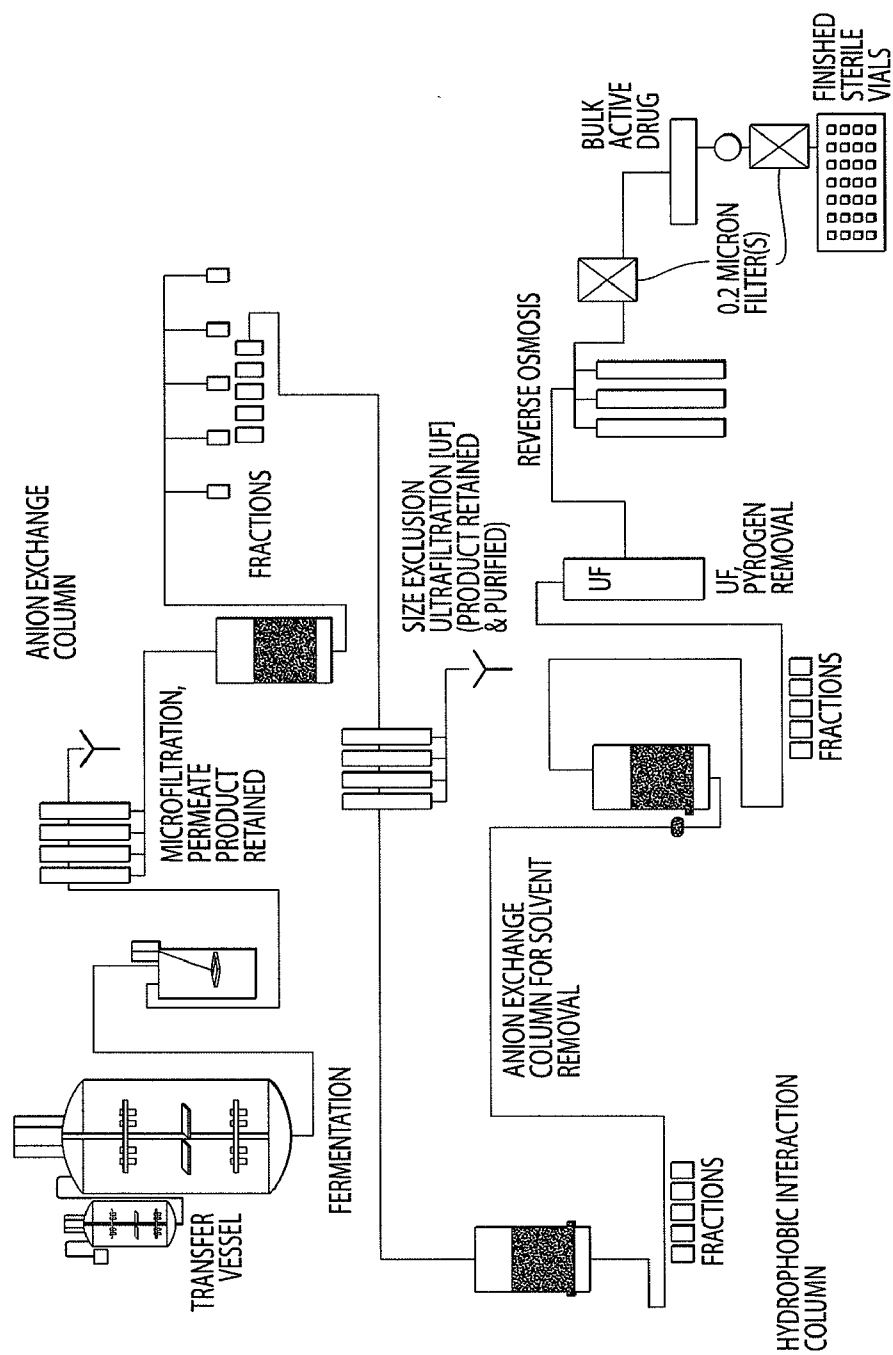 TRANSFER
VESSEL
FERMENTATION
MICROFILTRATION,
PERMEATE
PRODUCT
RETAINED
ANION EXCHANGE
COLUMN
FRACTIONS
SIZE EXCLUSION
ULTRAFILTRATION [UF]
(PRODUCT RETAINED
& PURIFIED)
HYDROPHOBIC INTERACTION
COLUMN
FRACTIONS
ANION EXCHANGE
COLUMN FOR SOLVENT
REMOVAL
FRACTIONS
UF
UF,
PYROGEN
REMOVAL
REVERSE OSMOSIS
0.2 MICRON
FILTER(S)
BULK
ACTIVE
DRUG
FINISHED
STERILE
VIALS